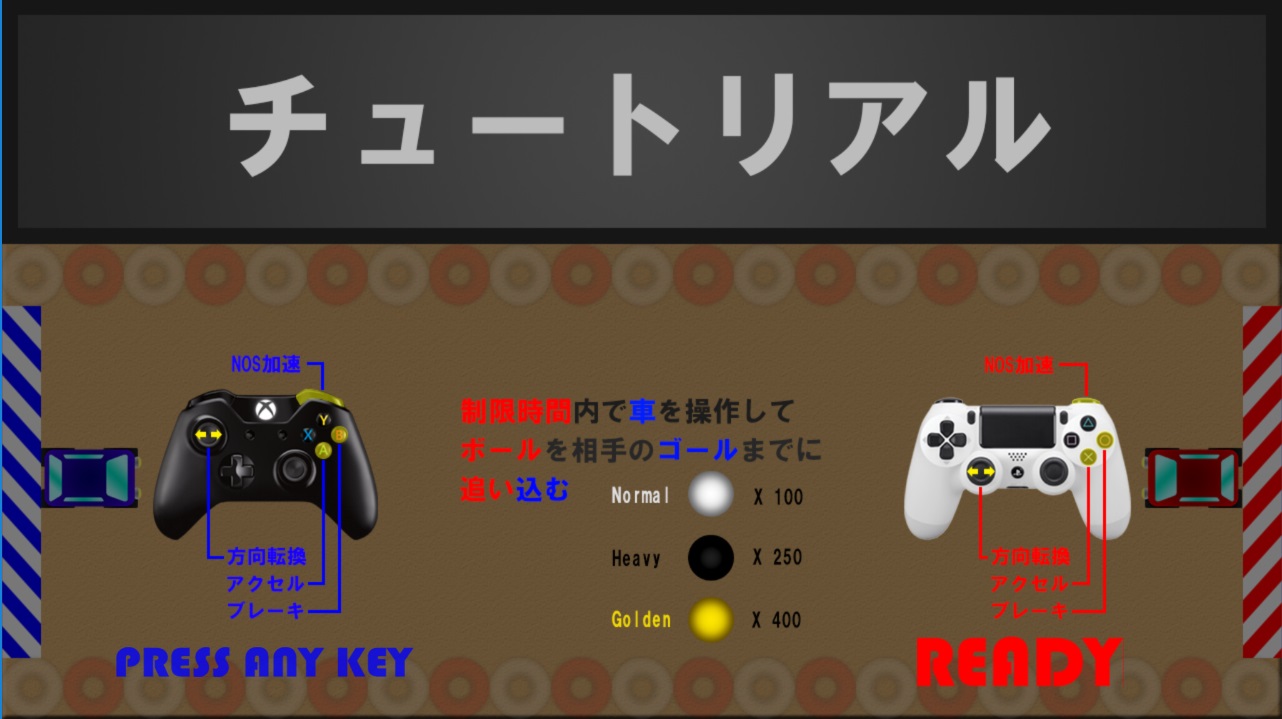 チュートリアル
NOS加速
Y
X
B
A
方向転換
アクセル
ブレーキ
PRESS ANY KEY
制限時間内で車を操作して
ボールを相手のゴールまでに
追い込む
Normal X 100
Heavy X 250
Golden X 400
NOS加速
方向転換
アクセル
ブレーキ
READY